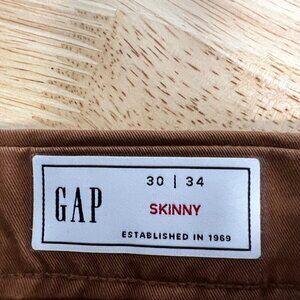 GAP
30 | 34
SKINNY
ESTABLISHED IN 1969